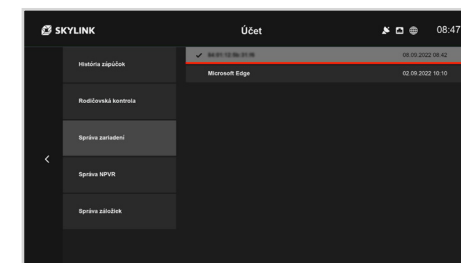 SKYLINK
Účet
08:47
História zápúčok
06.09.2022 08:42
Microsoft Edge
02.09.2022 10:10
Rodičovská kontrola
Správa zariadení
Správa NPVR
Správa záložiek